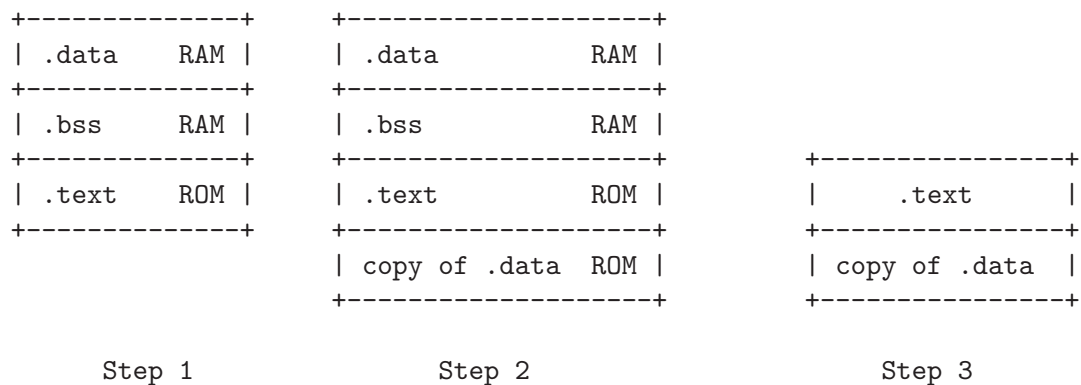 +--------------+     +--------------------+
| .data    RAM |     | .data          RAM |
+--------------+     +--------------------+
| .bss     RAM |     | .bss           RAM |
+--------------+     +--------------------+         +----------------+
| .text    ROM |     | .text          ROM |         |     .text      |
+--------------+     +--------------------+         +----------------+
                     | copy of .data  ROM |         | copy of .data  |
                     +--------------------+         +----------------+
      Step 1                Step 2                       Step 3